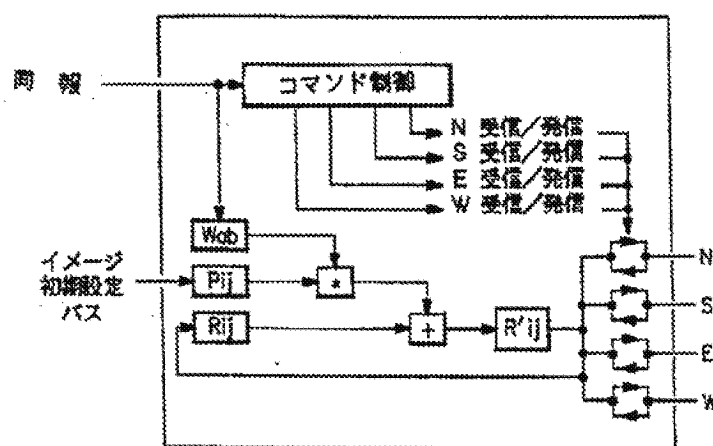 同報
コマンド制御
N 受信/発信
S 受信/発信
E 受信/発信
W 受信/発信
Wab
イメージ
初期設定
バス
Pij
*
Rij
+
R'ij
N
S
E
W